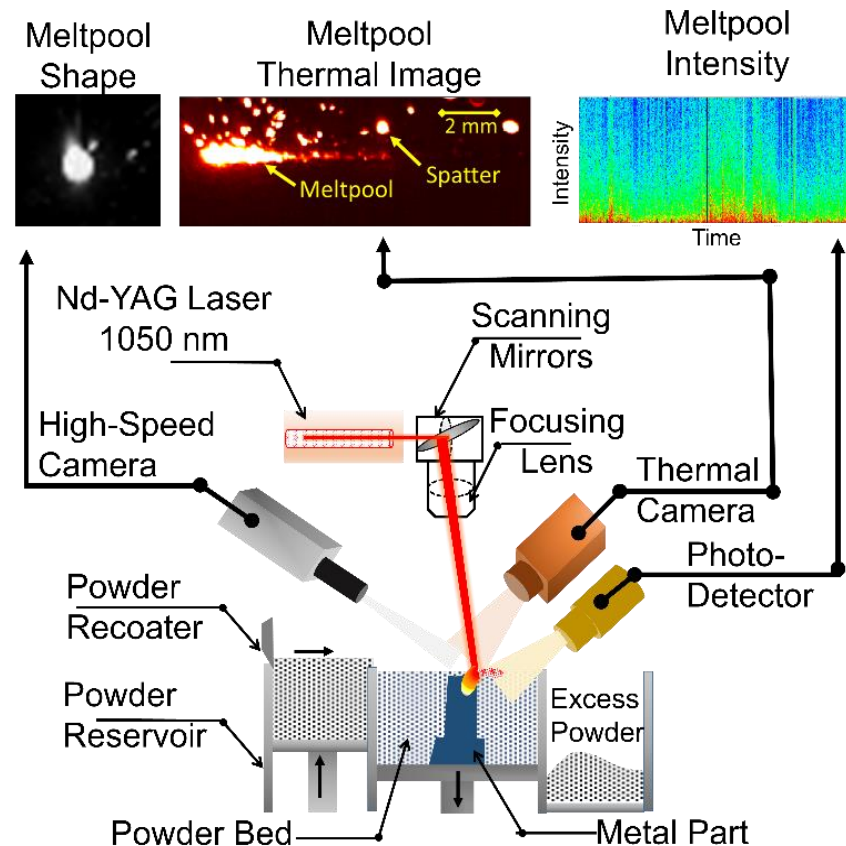 Meltpool
Shape
Meltpool
Thermal Image
Meltpool
Intensity
2 mm
Spatter
Meltpool
Intensity
Time
Nd-YAG Laser
1050 nm
Scanning
Mirrors
High-Speed
Camera
Focusing
Lens
Thermal
Camera
Photo-
Detector
Powder
Recoater
Powder
Reservoir
Excess
Powder
Powder Bed
Metal Part